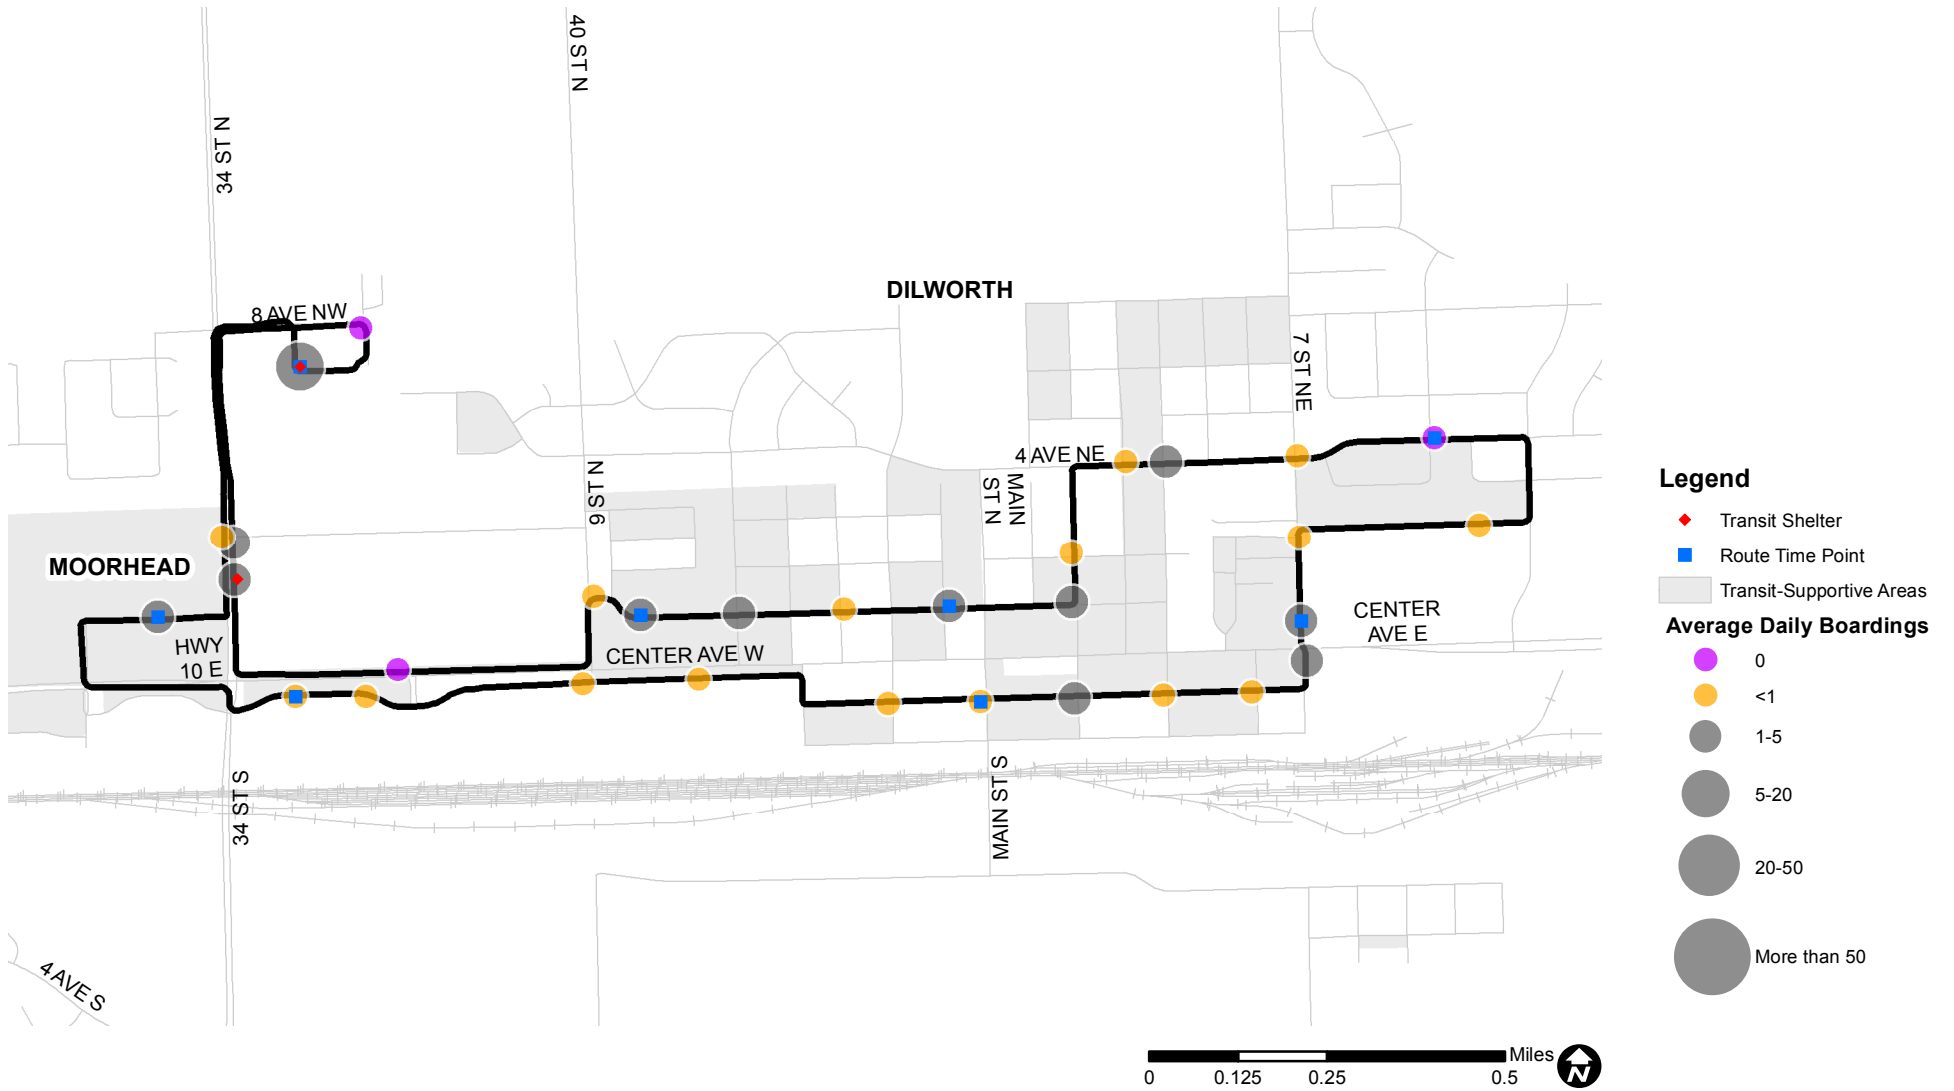 40 ST N
34 ST N
DILWORTH
8 AVE NW
7 ST NE
4 AVE NE
MAIN
ST N
9 ST N
MOORHEAD
HWY
10 E
CENTER AVE W
CENTER
AVE E
34 ST S
MAIN ST S
4 AVE S
Legend
Transit Shelter
Route Time Point
Transit-Supportive Areas
Average Daily Boardings
0
<1
1-5
5-20
20-50
More than 50
Miles
0 0.125 0.25 0.5
N